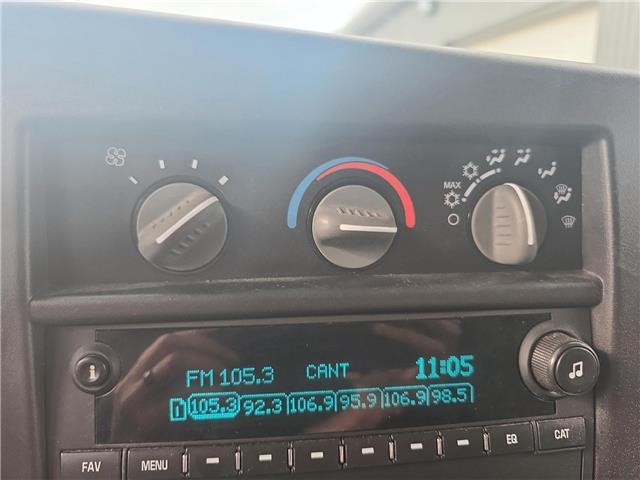 MAX
FM 105.3 CANT 11:05
1 105.3 92.3 106.9 95.9 106.9 98.5
i
FAV MENU EQ CAT